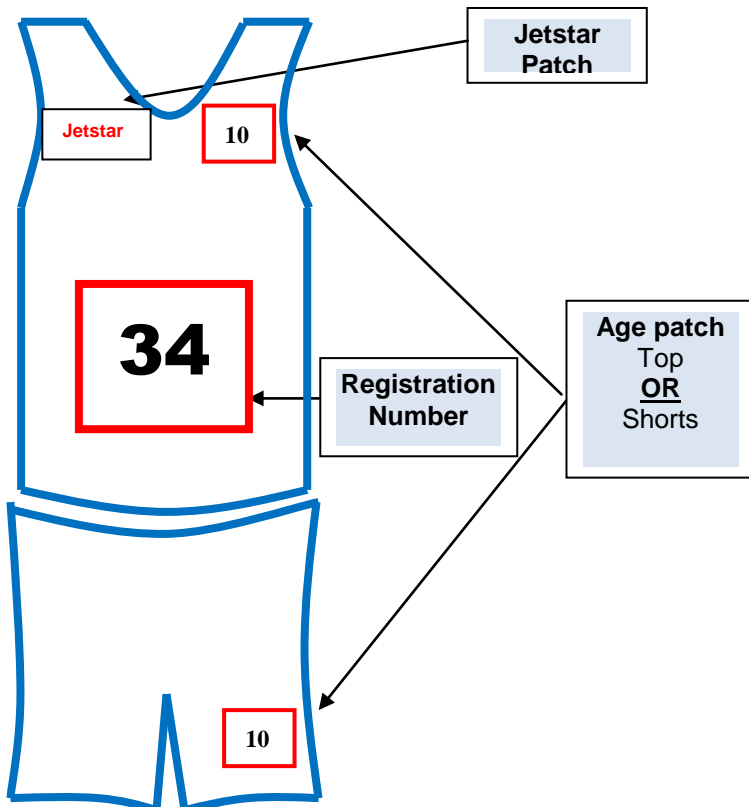 Jetstar
Patch
Jetstar
10
34
Registration
Number
Age patch
Top
OR
Shorts
10